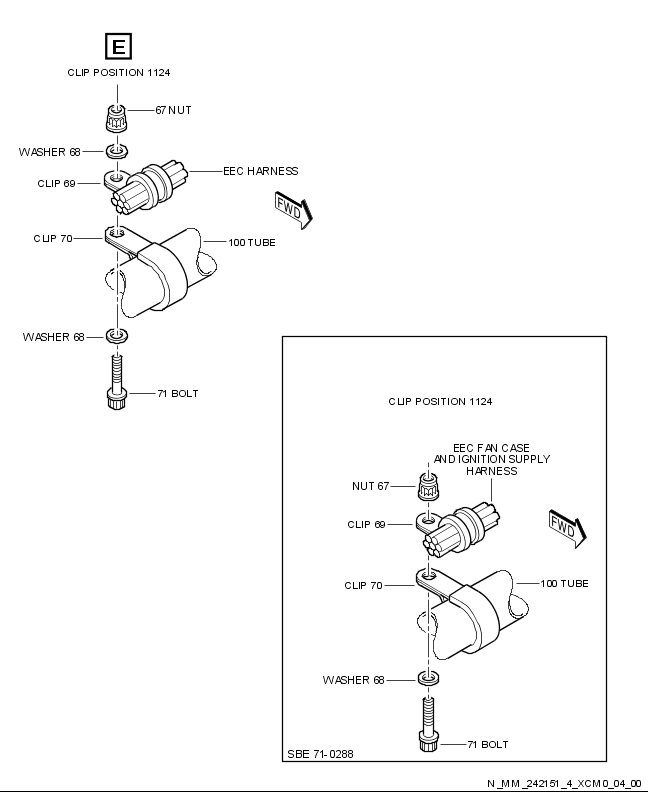 E
CLIP POSITION 1124
67 NUT
WASHER 68
EEC HARNESS
CLIP 69
FWD
CLIP 70
100 TUBE
WASHER 68
71 BOLT
CLIP POSITION 1124
EEC FAN CASE
AND IGNITION SUPPLY
HARNESS
NUT 67
CLIP 69
FWD
CLIP 70
100 TUBE
WASHER 68
71 BOLT
SBE 71-0288
N_MM_242151_4_XCM0_04_00